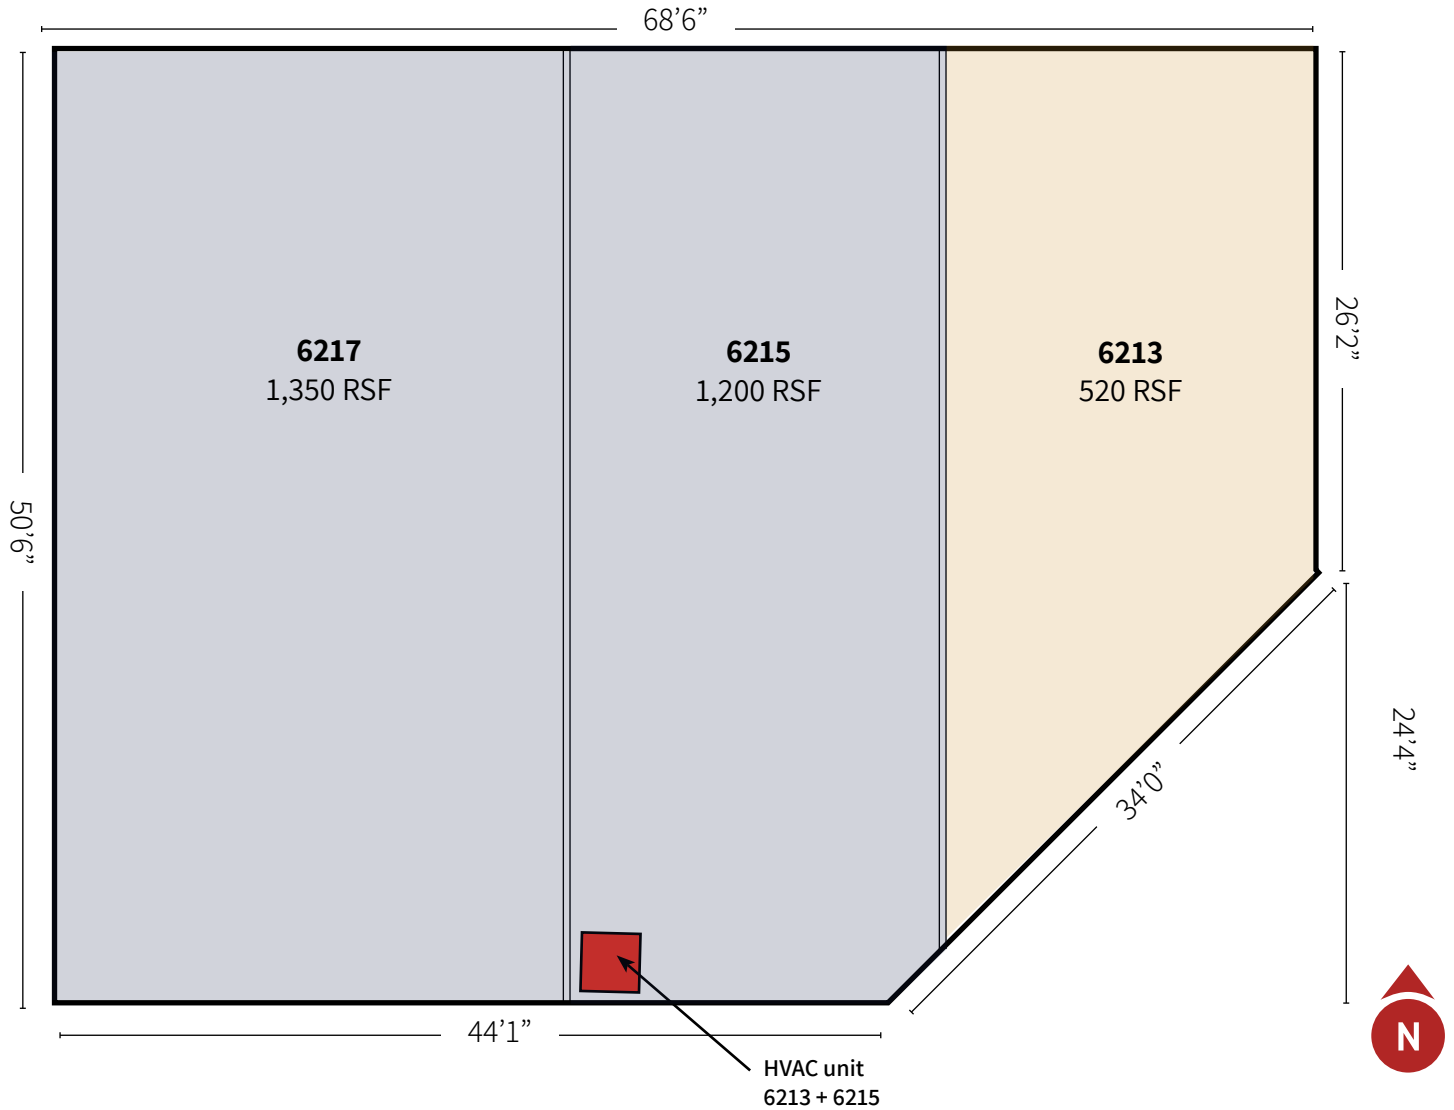 68’6”
6217
1,350 RSF
6215
1,200 RSF
6213
520 RSF
26’2”
50’6”
24’4”
34’0”
44’1”
HVAC unit
6213 + 6215
N